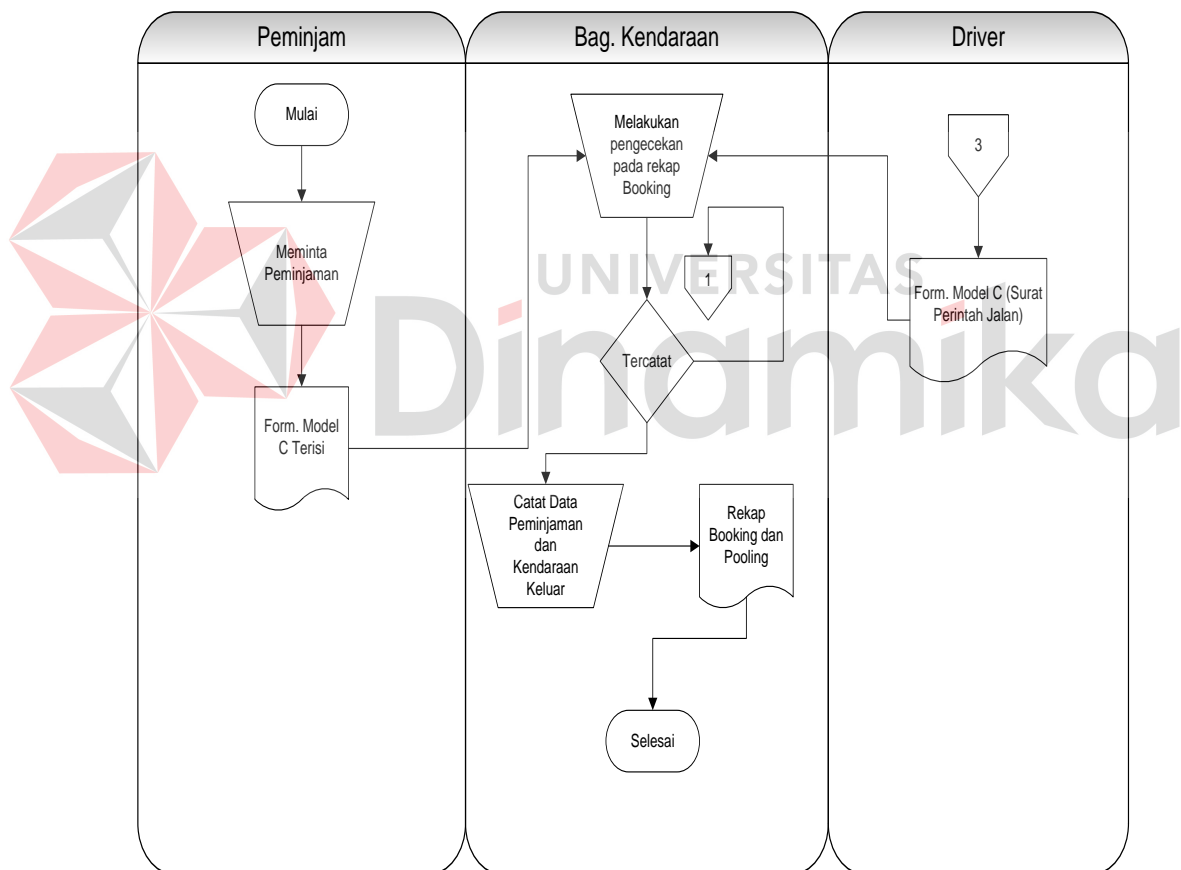 Peminjam
Bag. Kendaraan
Driver
Mulai
Meminta
Peminjaman
Form. Model
C Terisi
Melakukan
pengecekan
pada rekap
Booking
1
Tercatat
Catat Data
Peminjaman
dan
Kendaraan
Keluar
Rekap
Booking dan
Pooling
Selesai
3
Form. Model C (Surat
Perintah Jalan)
UNIVERSITAS
Dinamika